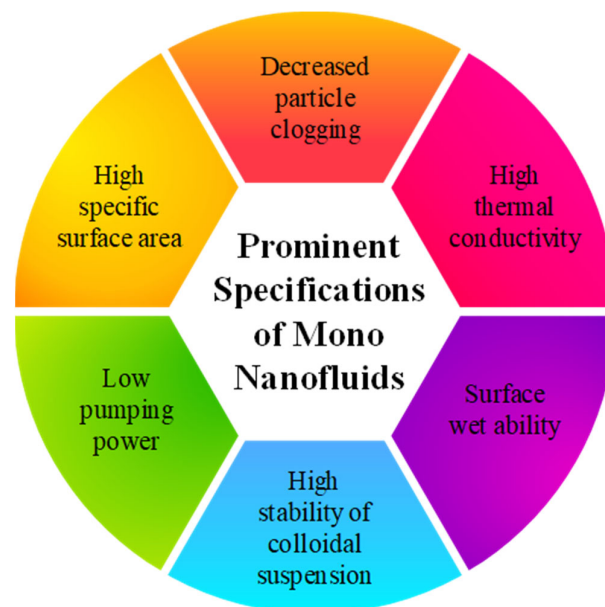 Decreased
particle
clogging
High
thermal
conductivity
Surface
wet ability
High
stability of
colloidal
suspension
Low
pumping
power
High
specific
surface area
Prominent
Specifications
of Mono
Nanofluids